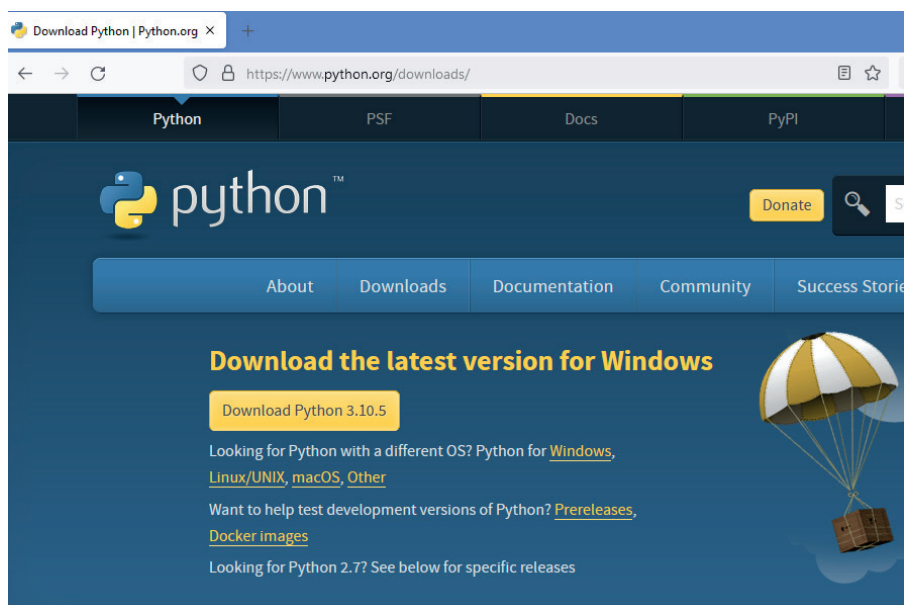 Download Python | Python.org ×
https://www.python.org/downloads/
Python PSF Docs PyPI
python™
Donate
About Downloads Documentation Community Success Storie
Download the latest version for Windows
Download Python 3.10.5
Looking for Python with a different OS? Python for Windows,
Linux/UNIX, macOS, Other
Want to help test development versions of Python? Prereleases,
Docker images
Looking for Python 2.7? See below for specific releases